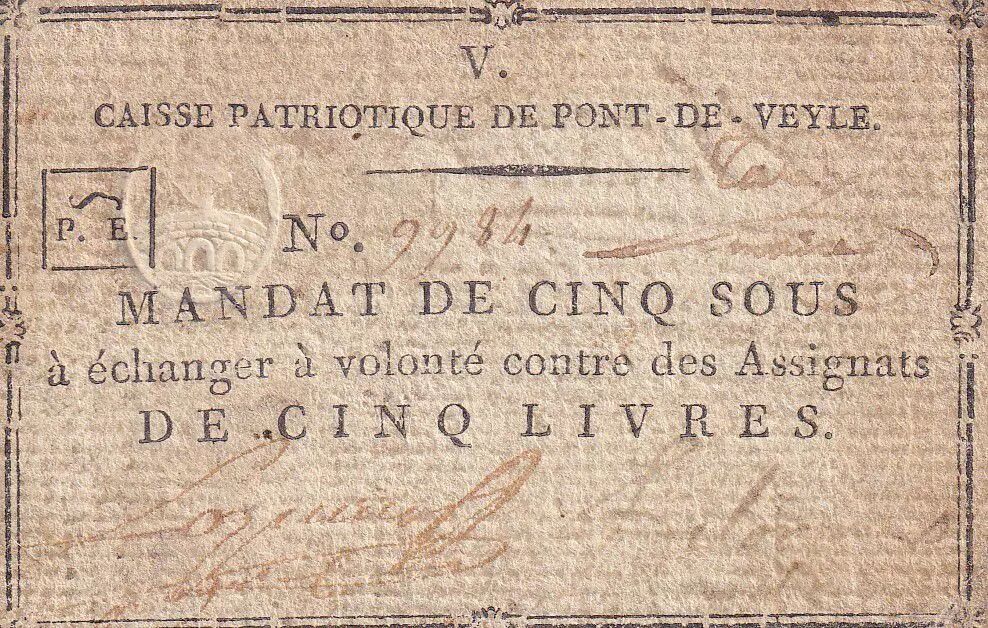 V.
CAISSE PATRIOTIQUE DE PONT-DE-VEYLE.
P. E.
No. 9984
MANDAT DE CINQ SOUS
à échanger à volonté contre des Assignats
DE CINQ LIVRES.